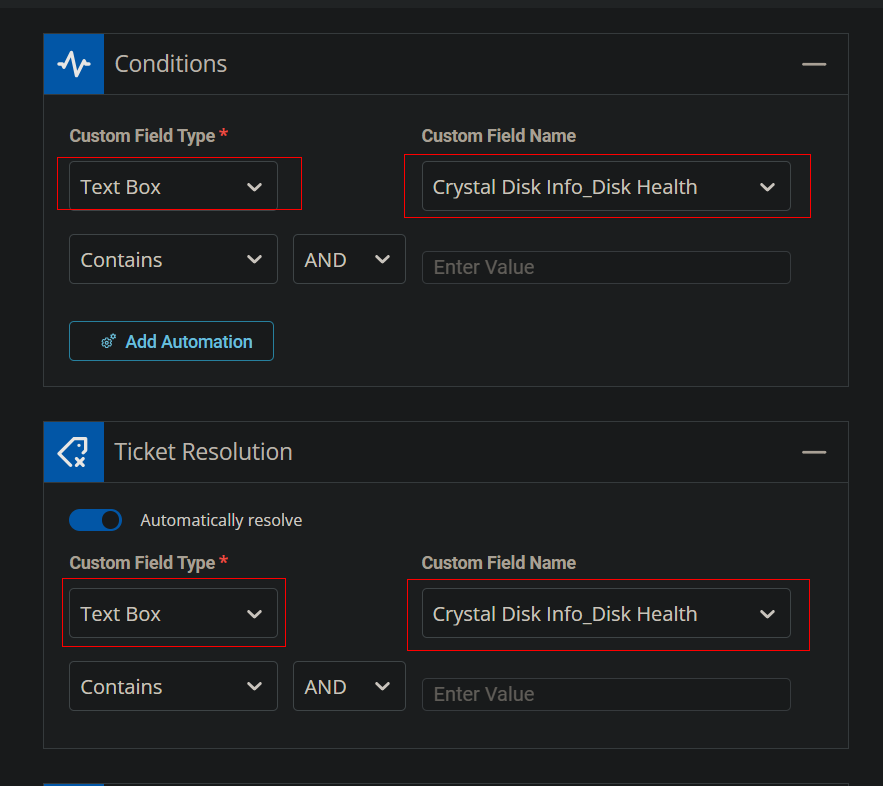 Conditions
Custom Field Type * Custom Field Name
Text Box Crystal Disk Info_Disk Health
Contains AND Enter Value
Add Automation
Ticket Resolution
Automatically resolve
Custom Field Type * Custom Field Name
Text Box Crystal Disk Info_Disk Health
Contains AND Enter Value